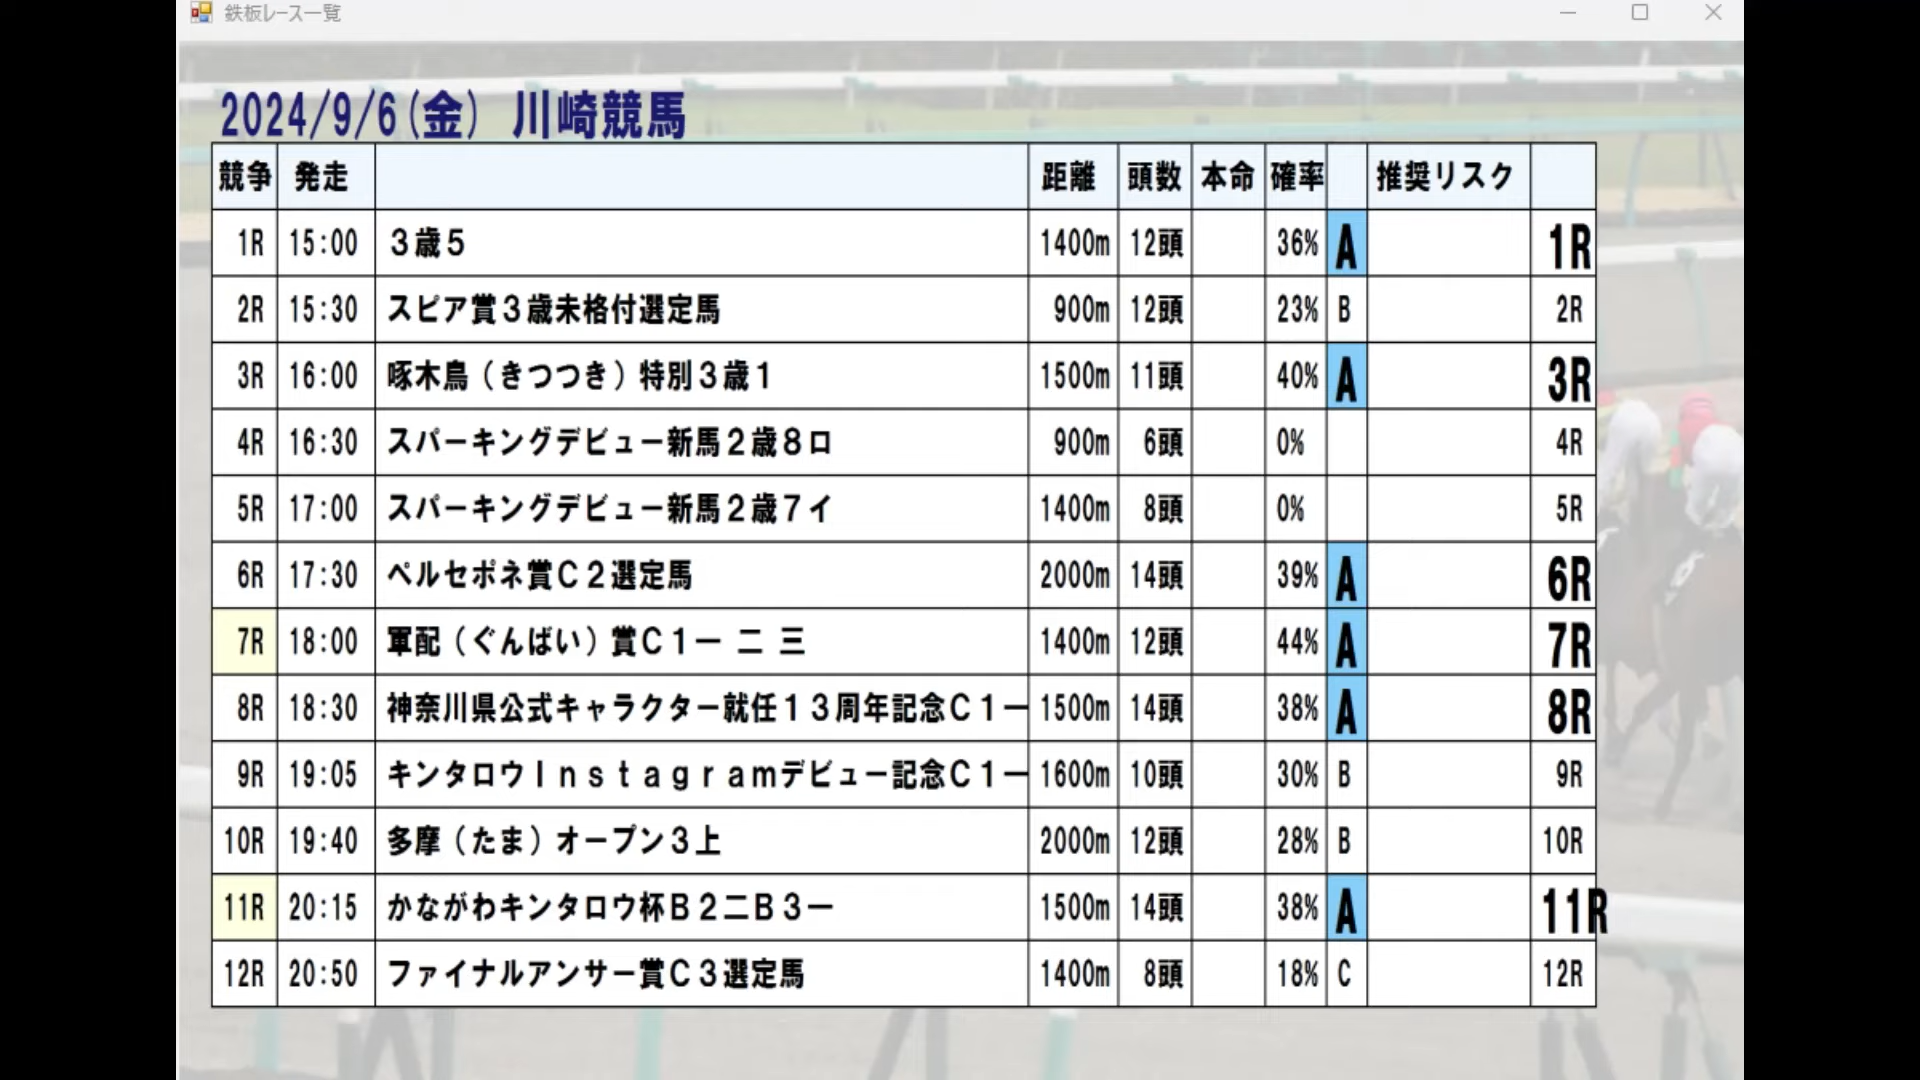 鉄板レース一覧
2024/9/6(金) 川崎競馬
競争 発走 距離 頭数 本命 確率 推奨リスク
1R 15:00 ３歳５ 1400m 12頭 36% A 1R
2R 15:30 スピア賞３歳未格付選定馬 900m 12頭 23% B 2R
3R 16:00 啄木鳥（きつつき）特別３歳１ 1500m 11頭 40% A 3R
4R 16:30 スパーキングデビュー新馬２歳８ロ 900m 6頭 0% 4R
5R 17:00 スパーキングデビュー新馬２歳７イ 1400m 8頭 0% 5R
6R 17:30 ペルセポネ賞Ｃ２選定馬 2000m 14頭 39% A 6R
7R 18:00 軍配（ぐんばい）賞Ｃ１一 二 三 1400m 12頭 44% A 7R
8R 18:30 神奈川県公式キャラクター就任１３周年記念Ｃ１一 1500m 14頭 38% A 8R
9R 19:05 キンタロウＩｎｓｔａｇｒａｍデビュー記念Ｃ１一 1600m 10頭 30% B 9R
10R 19:40 多摩（たま）オープン３上 2000m 12頭 28% B 10R
11R 20:15 かながわキンタロウ杯Ｂ２二Ｂ３一 1500m 14頭 38% A 11R
12R 20:50 ファイナルアンサー賞Ｃ３選定馬 1400m 8頭 18% C 12R